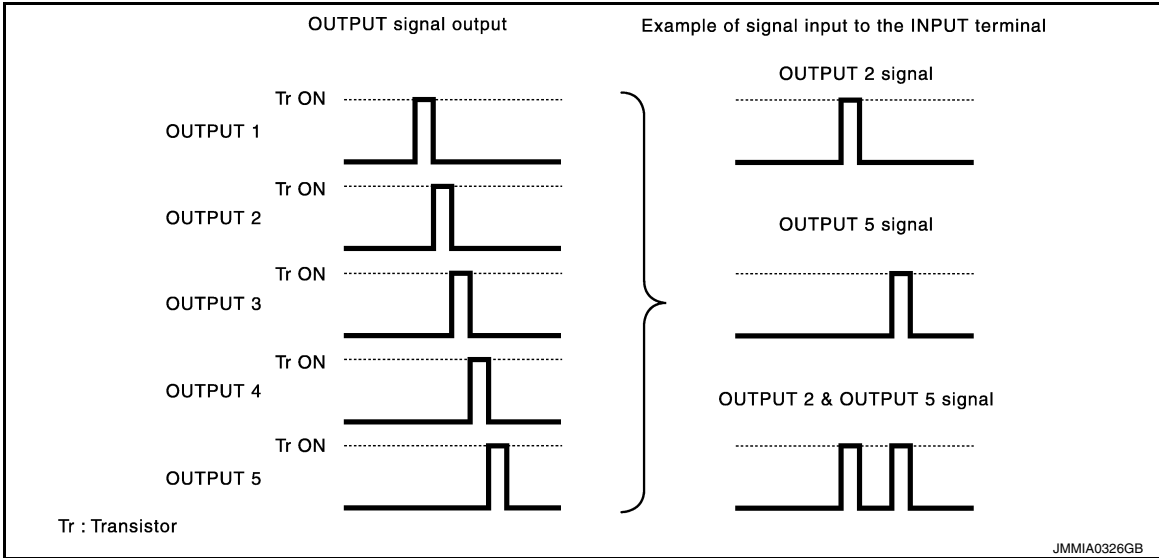 OUTPUT signal output
Example of signal input to the INPUT terminal
Tr ON
OUTPUT 1
Tr ON
OUTPUT 2
Tr ON
OUTPUT 3
Tr ON
OUTPUT 4
Tr ON
OUTPUT 5
OUTPUT 2 signal
OUTPUT 5 signal
OUTPUT 2 & OUTPUT 5 signal
Tr : Transistor
JMMIA0326GB